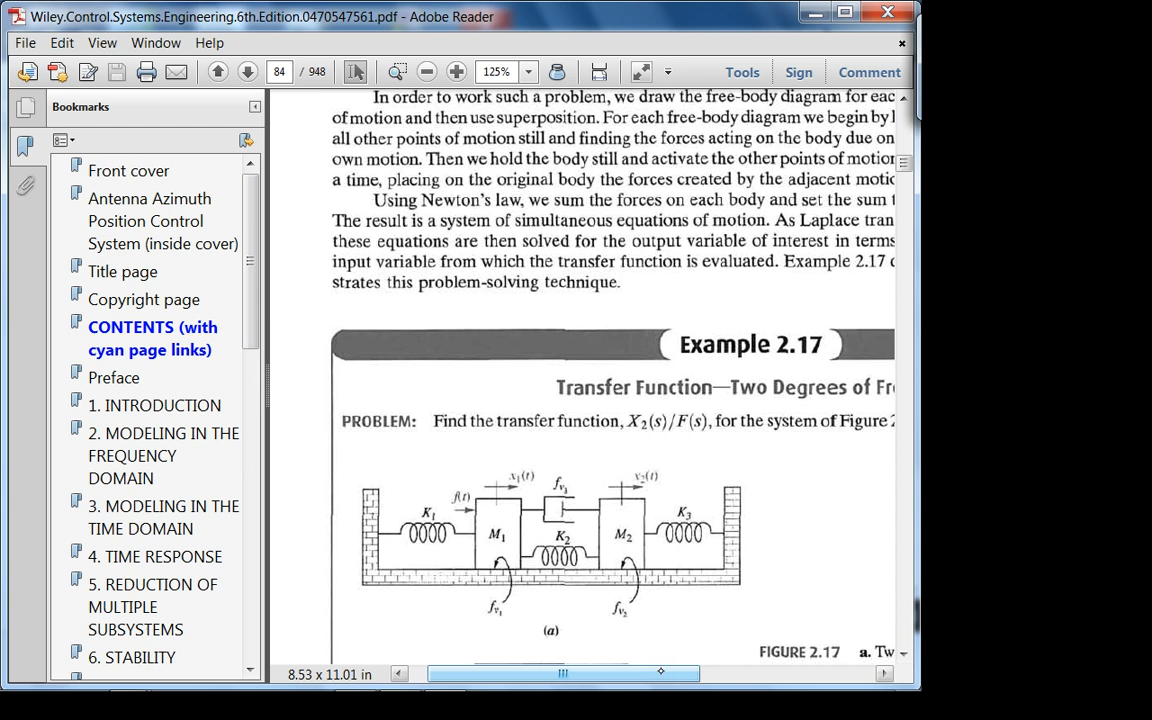 Wiley.Control.Systems.Engineering.6th.Edition.0470547561.pdf - Adobe Reader
File Edit View Window Help
84 / 948 125% Tools Sign Comment
Bookmarks
Front cover
Antenna Azimuth
Position Control
System (inside cover)
Title page
Copyright page
CONTENTS (with
cyan page links)
Preface
1. INTRODUCTION
2. MODELING IN THE
FREQUENCY
DOMAIN
3. MODELING IN THE
TIME DOMAIN
4. TIME RESPONSE
5. REDUCTION OF
MULTIPLE
SUBSYSTEMS
6. STABILITY
In order to work such a problem, we draw the free-body diagram for eac
of motion and then use superposition. For each free-body diagram we begin by l
all other points of motion still and finding the forces acting on the body due on
own motion. Then we hold the body still and activate the other points of motion
a time, placing on the original body the forces created by the adjacent motic
Using Newton's law, we sum the forces on each body and set the sum t
The result is a system of simultaneous equations of motion. As Laplace tran
these equations are then solved for the output variable of interest in terms
input variable from which the transfer function is evaluated. Example 2.17 c
strates this problem-solving technique.
Example 2.17
Transfer Function—Two Degrees of Fr
PROBLEM: Find the transfer function, X₂(s)/F(s), for the system of Figure 2
x₁(t) x₂(t)
f(t) fᵥ₃
K₁ K₃
M₁ K₂ M₂
fᵥ₁ fᵥ₂
(a)
FIGURE 2.17 a. Tw
8.53 x 11.01 in